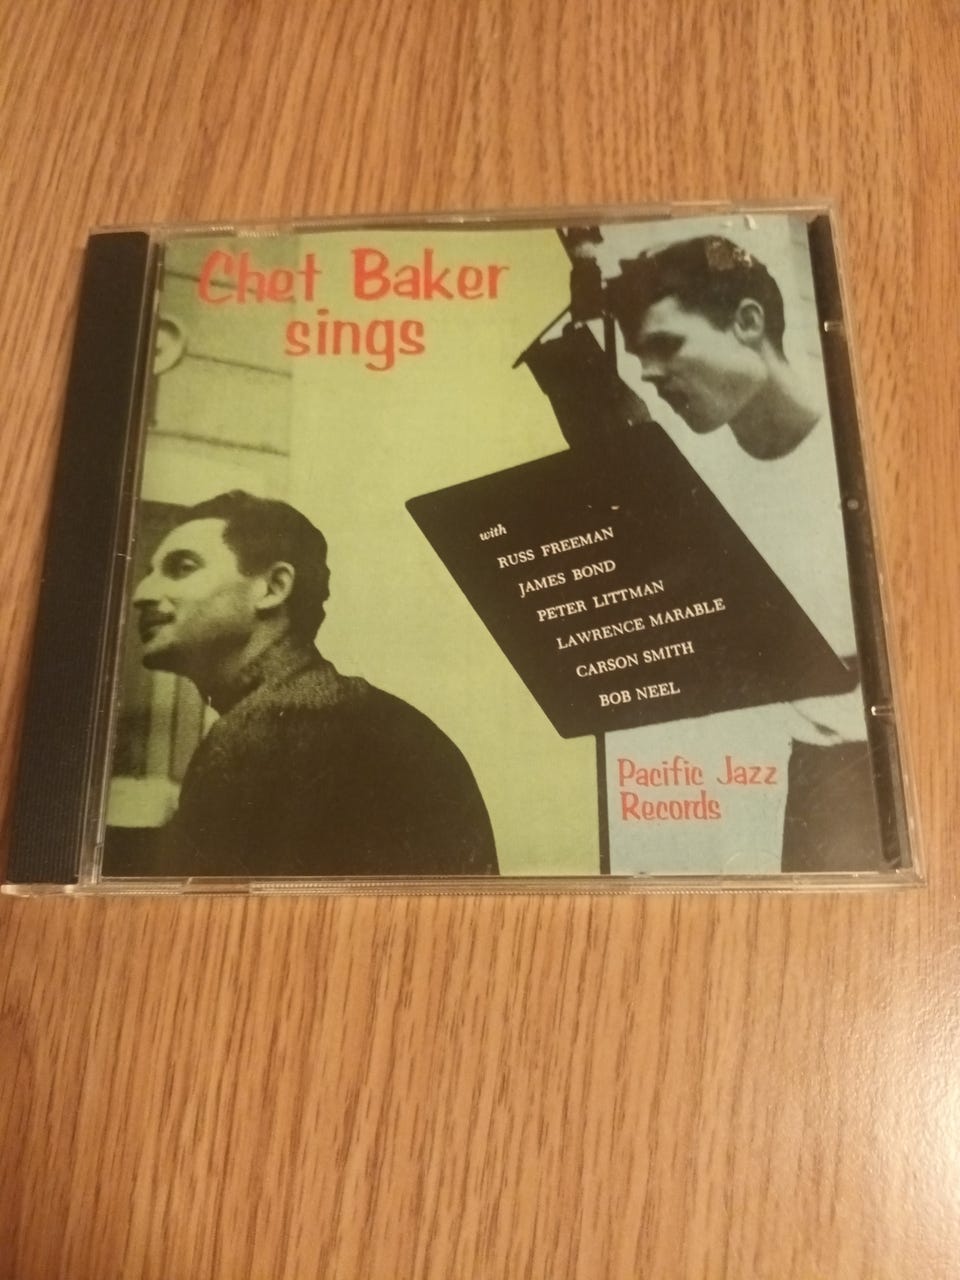 Chet Baker
sings
with
RUSS FREEMAN
JAMES BOND
PETER LITTMAN
LAWRENCE MARABLE
CARSON SMITH
BOB NEEL
Pacific Jazz
Records